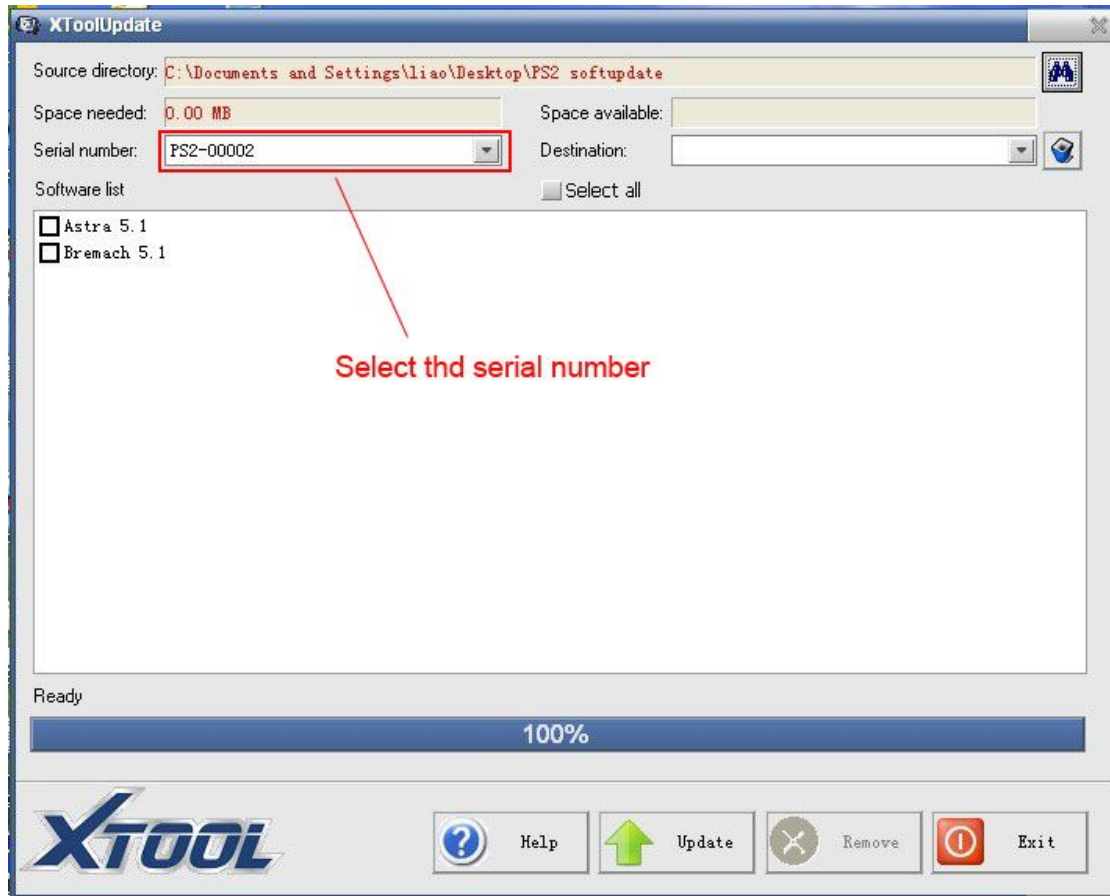 XToolUpdate
Source directory: C:\Documents and Settings\liao\Desktop\PS2 softupdate
Space needed: 0.00 MB Space available:
Serial number: PS2-00002 Destination:
Software list Select all
Astra 5.1
Bremach 5.1
Select thd serial number
Ready
100%
XTOOL Help Update Remove Exit